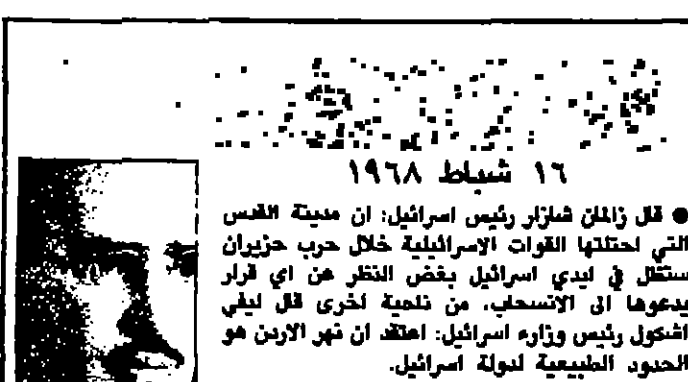 ١٦ شباط ١٩٦٨
● قال زالمان شازار رئيس اسرائيل: ان مدينة القدس
التي احتلتها القوات الاسرائيلية خلال حرب حزيران
ستظل في ايدي اسرائيل بغض النظر عن اي قرار
يدعوها الى الانسحاب. من ناحية اخرى قال ليفي
اشكول رئيس وزراء اسرائيل: اعتقد ان نهر الاردن هو
الحدود الطبيعية لدولة اسرائيل.